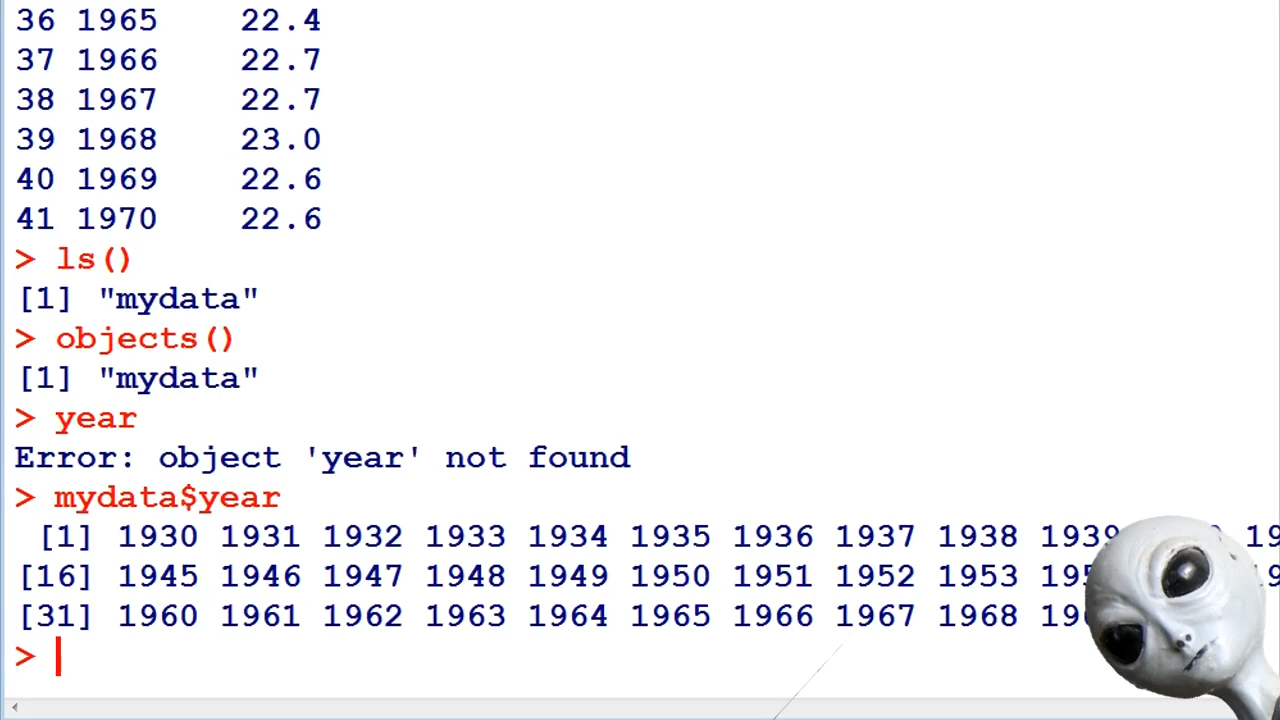 36 1965 22.4
37 1966 22.7
38 1967 22.7
39 1968 23.0
40 1969 22.6
41 1970 22.6
> ls()
[1] "mydata"
> objects()
[1] "mydata"
> year
Error: object 'year' not found
> mydata$year
[1] 1930 1931 1932 1933 1934 1935 1936 1937 1938 1939
[16] 1945 1946 1947 1948 1949 1950 1951 1952 1953
[31] 1960 1961 1962 1963 1964 1965 1966 1967 1968
>